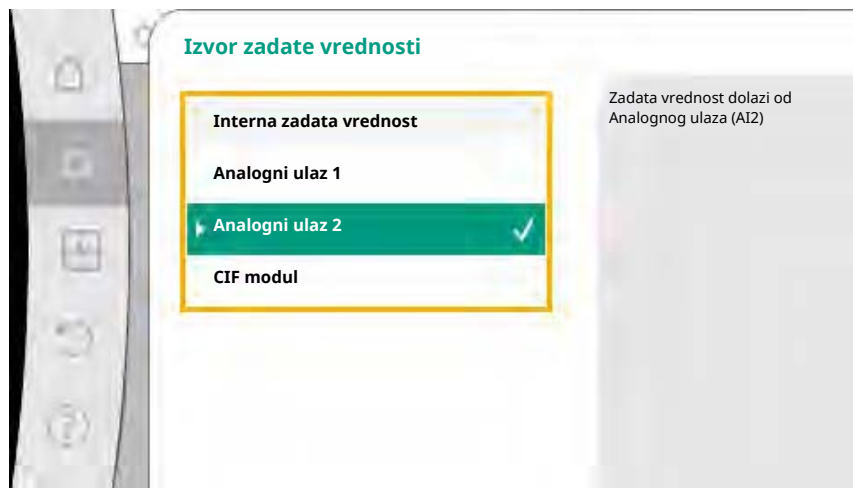 Izvor zadate vrednosti
Interna zadata vrednost
Analogni ulaz 1
Analogni ulaz 2
CIF modul
Zadata vrednost dolazi od
Analognog ulaza (AI2)